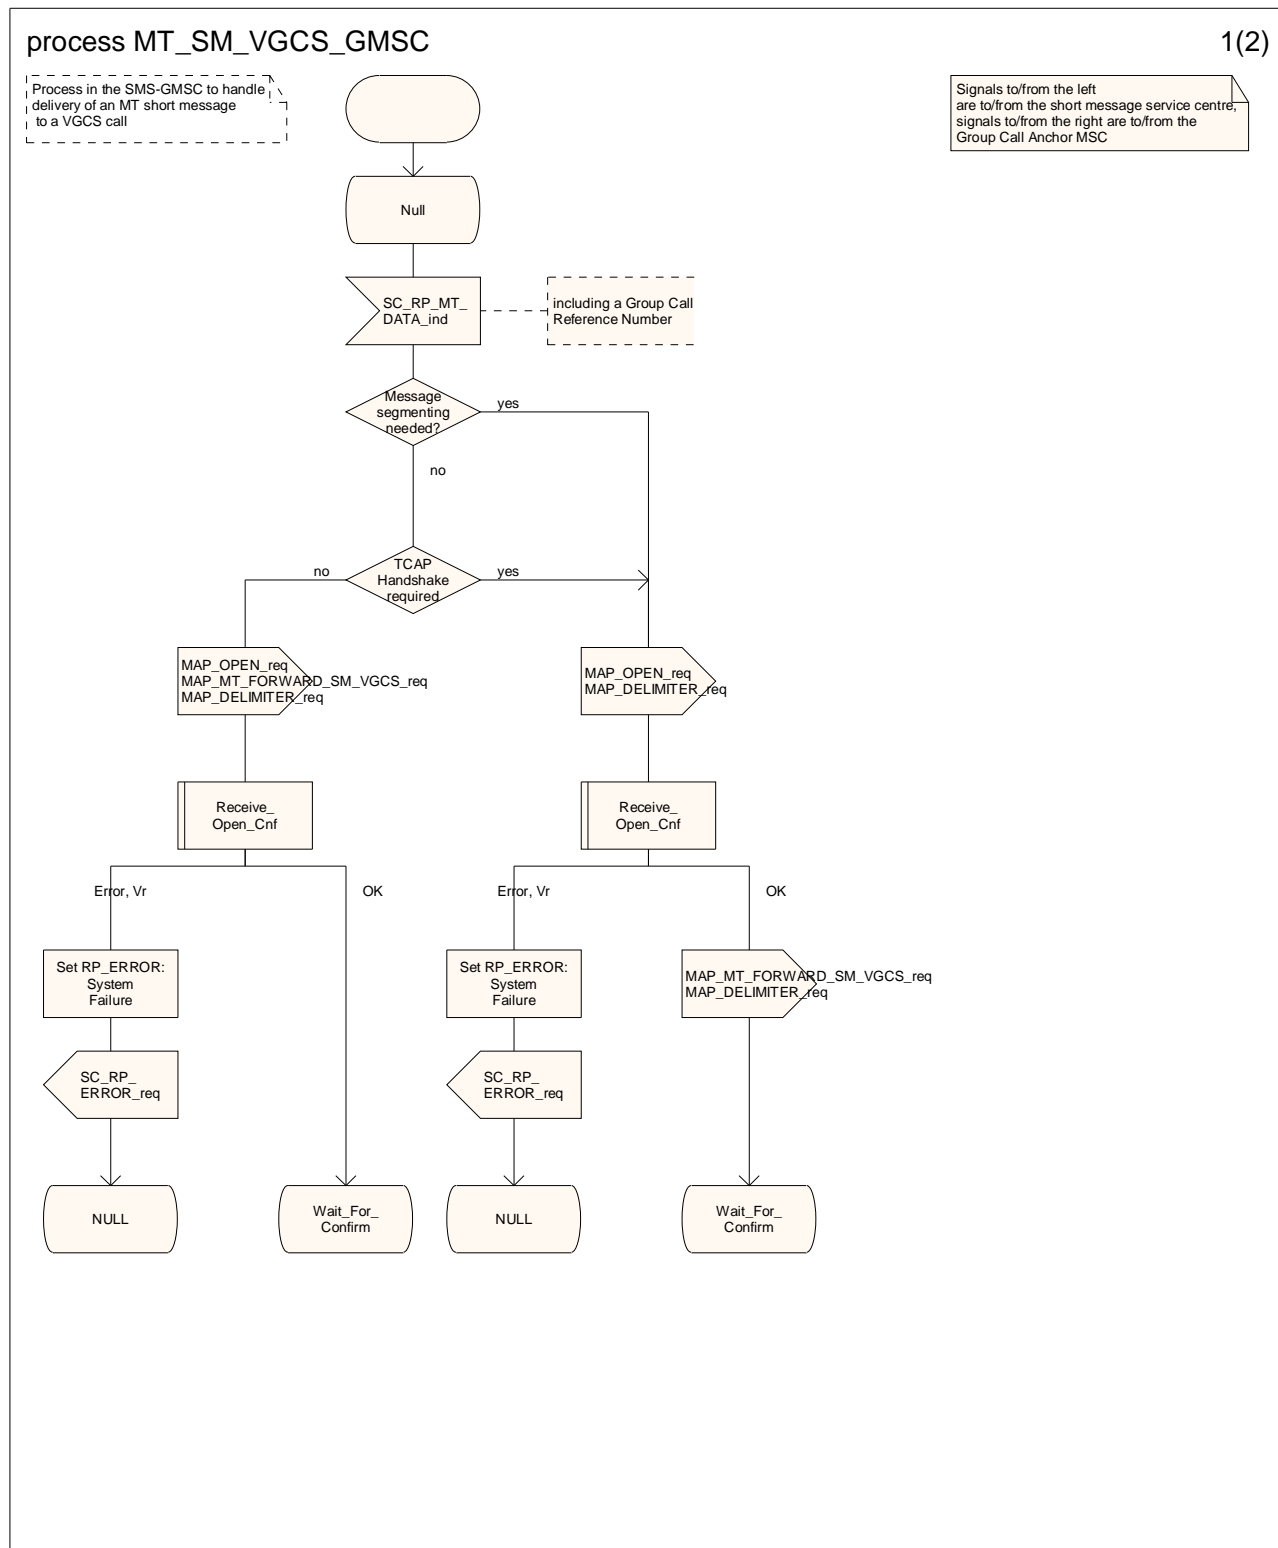 process MT_SM_VGCS_GMSC
1(2)
Process in the SMS-GMSC to handle
delivery of an MT short message
to a VGCS call
Signals to/from the left
are to/from the short message service centre,
signals to/from the right are to/from the
Group Call Anchor MSC
Null
SC_RP_MT_
DATA_ind
including a Group Call
Reference Number
Message
segmenting
needed?
yes
no
TCAP
Handshake
required
no
yes
MAP_OPEN_req
MAP_MT_FORWARD_SM_VGCS_req
MAP_DELIMITER_req
MAP_OPEN_req
MAP_DELIMITER_req
Receive_
Open_Cnf
Receive_
Open_Cnf
Error, Vr
OK
Error, Vr
OK
Set RP_ERROR:
System
Failure
Set RP_ERROR:
System
Failure
MAP_MT_FORWARD_SM_VGCS_req
MAP_DELIMITER_req
SC_RP_
ERROR_req
SC_RP_
ERROR_req
NULL
Wait_For_
Confirm
NULL
Wait_For_
Confirm